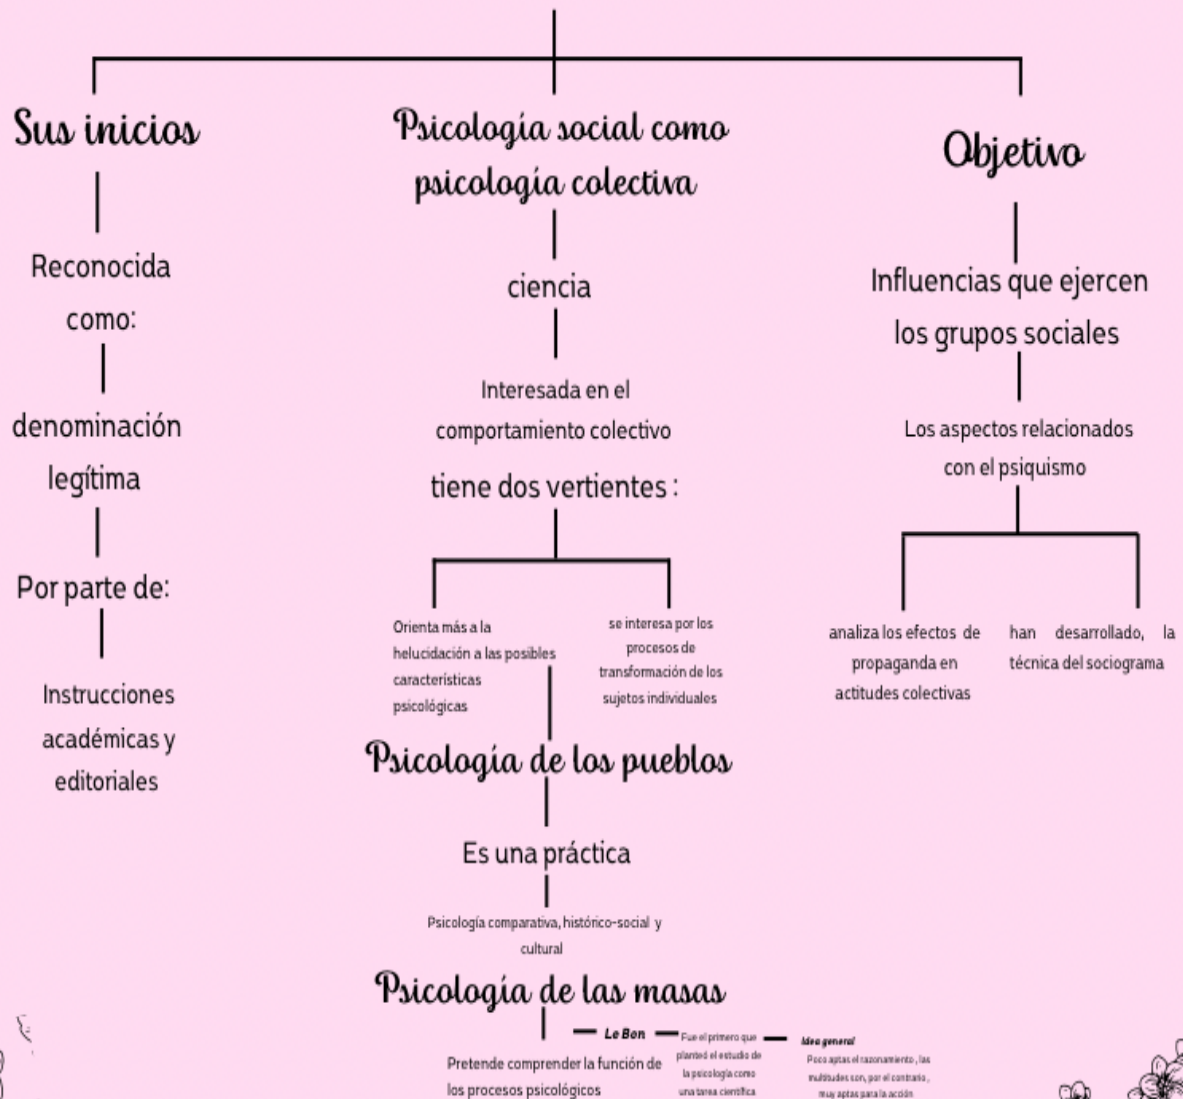 Sus inicios
Reconocida
como:
denominación
legítima
Por parte de:
Instrucciones
académicas y
editoriales
Psicología social como
psicología colectiva
ciencia
Interesada en el
comportamiento colectivo
tiene dos vertientes :
Orienta más a la
helucidación a las posibles
características
psicológicas
se interesa por los
procesos de
transformación de los
sujetos individuales
Psicología de los pueblos
Es una práctica
Psicología comparativa, histórico-social y
cultural
Psicología de las masas
Pretende comprender la función de
los procesos psicológicos
Le Bon
Fue el primero que
planteó el estudio de
la psicología como
una tarea científica
Idea general
Poco aptas el razonamiento , las
multitudes son, por el contrario ,
muy aptas para la acción
Objetivo
Influencias que ejercen
los grupos sociales
Los aspectos relacionados
con el psiquismo
analiza los efectos de
propaganda en
actitudes colectivas
han desarrollado, la
técnica del sociograma